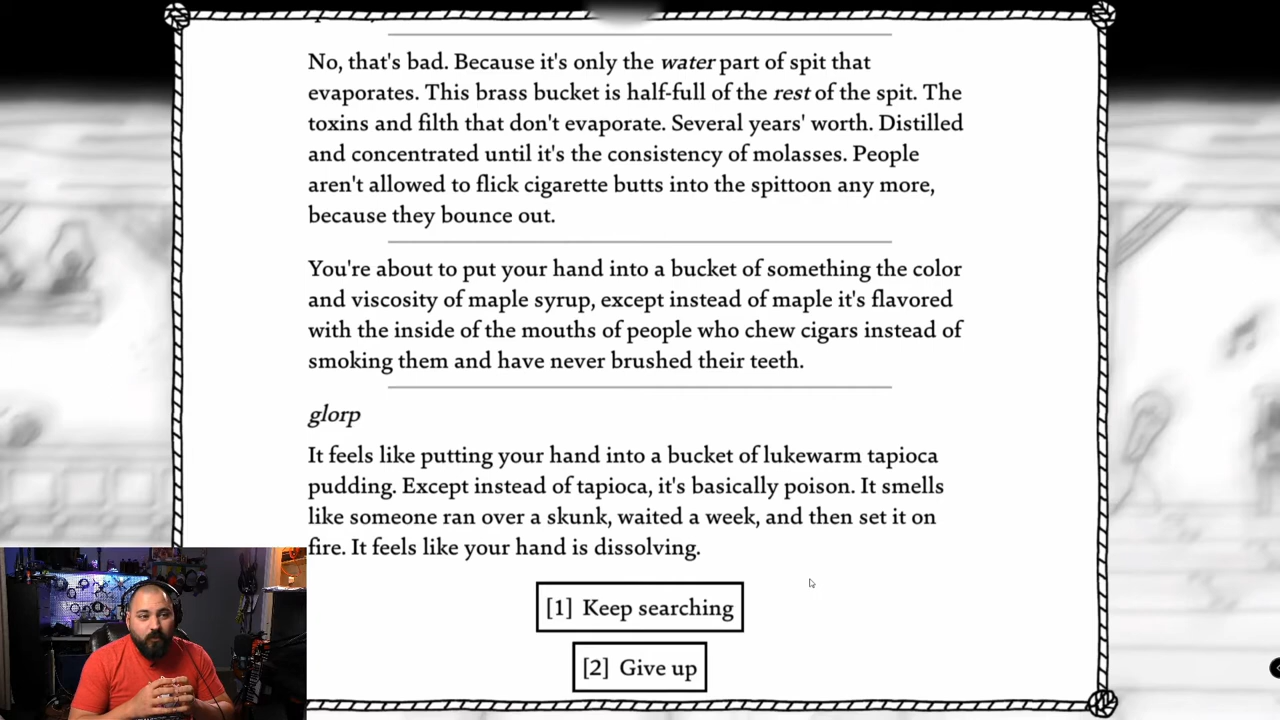 No, that's bad. Because it's only the water part of spit that
evaporates. This brass bucket is half-full of the rest of the spit. The
toxins and filth that don't evaporate. Several years' worth. Distilled
and concentrated until it's the consistency of molasses. People
aren't allowed to flick cigarette butts into the spittoon any more,
because they bounce out.
You're about to put your hand into a bucket of something the color
and viscosity of maple syrup, except instead of maple it's flavored
with the inside of the mouths of people who chew cigars instead of
smoking them and have never brushed their teeth.
glorp
It feels like putting your hand into a bucket of lukewarm tapioca
pudding. Except instead of tapioca, it's basically poison. It smells
like someone ran over a skunk, waited a week, and then set it on
fire. It feels like your hand is dissolving.
[1] Keep searching
[2] Give up